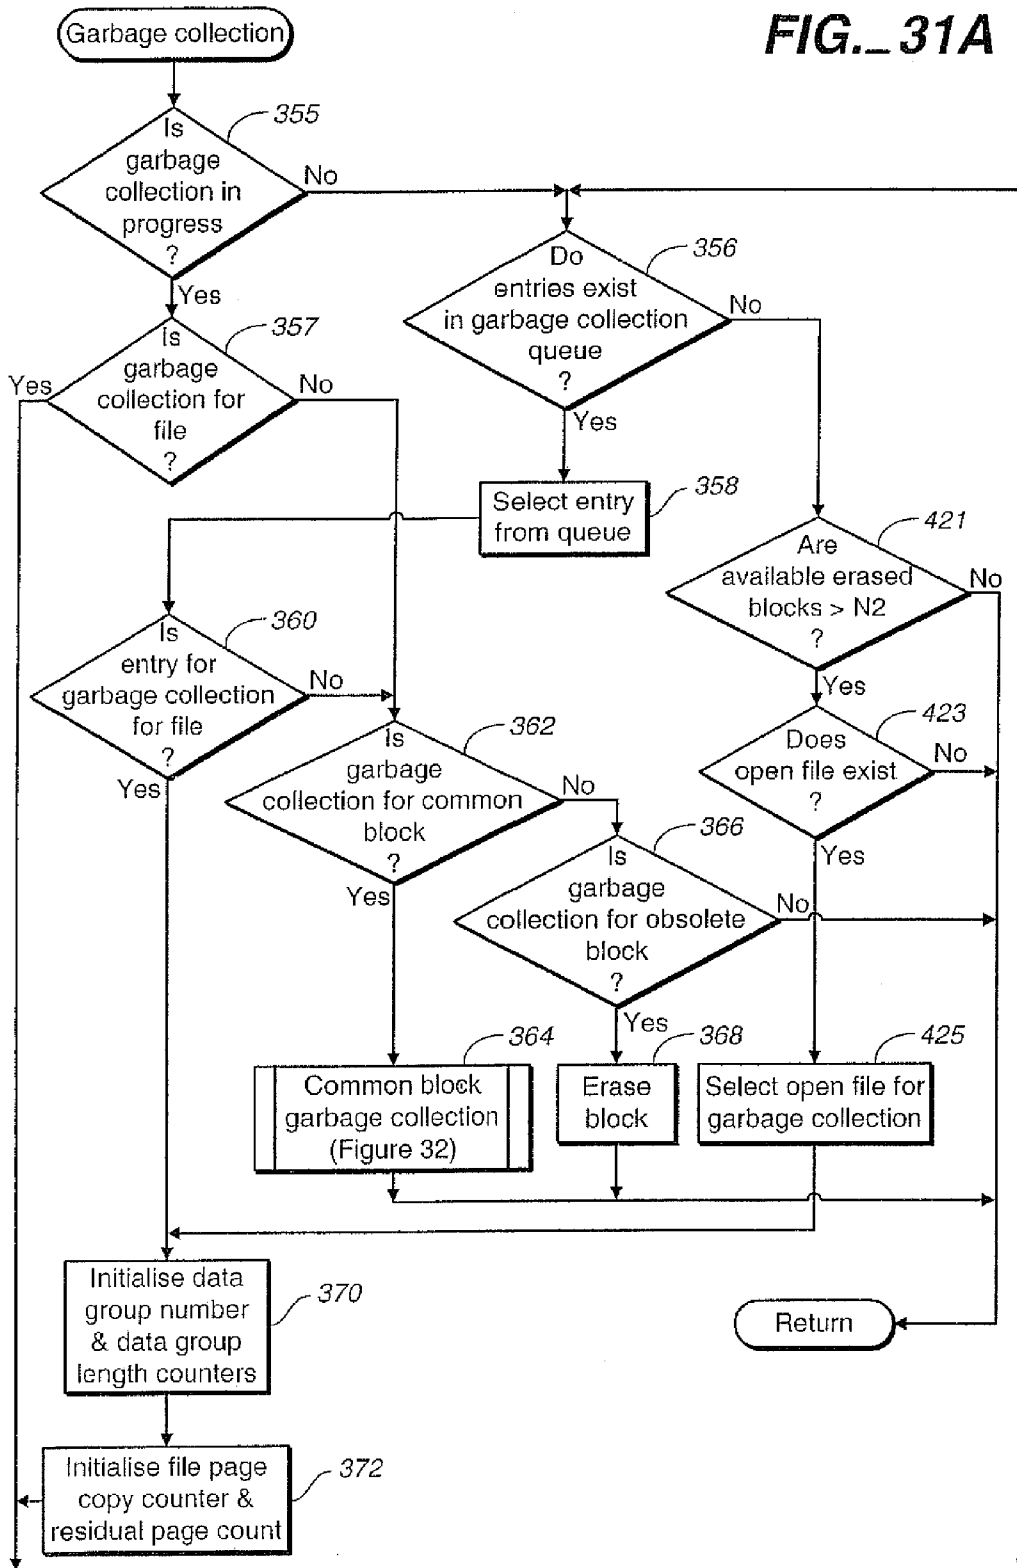 Garbage collection
FIG._31A
355
Is
garbage
collection in
progress
?
No
Yes
356
Do
entries exist
in garbage collection
queue
?
No
Yes
357
Is
garbage
collection for
file
?
Yes
No
358
Select entry
from queue
421
Are
available erased
blocks > N2
?
No
Yes
360
Is
entry for
garbage collection
for file
?
No
Yes
423
Does
open file exist
?
No
Yes
362
Is
garbage
collection for common
block
?
No
Yes
366
Is
garbage
collection for obsolete
block
?
No
Yes
364
Common block
garbage collection
(Figure 32)
368
Erase
block
425
Select open file for
garbage collection
370
Initialise data
group number
& data group
length counters
Return
372
Initialise file page
copy counter &
residual page count